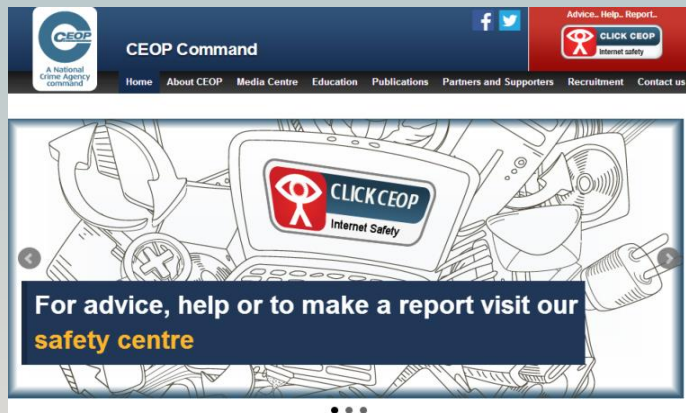 CEOP
A National
Crime Agency
command
CEOP Command
f
Advice.. Help.. Report..
CLICK CEOP
Internet safety
Home About CEOP Media Centre Education Publications Partners and Supporters Recruitment Contact us
CLICK CEOP
Internet Safety
For advice, help or to make a report visit our
safety centre